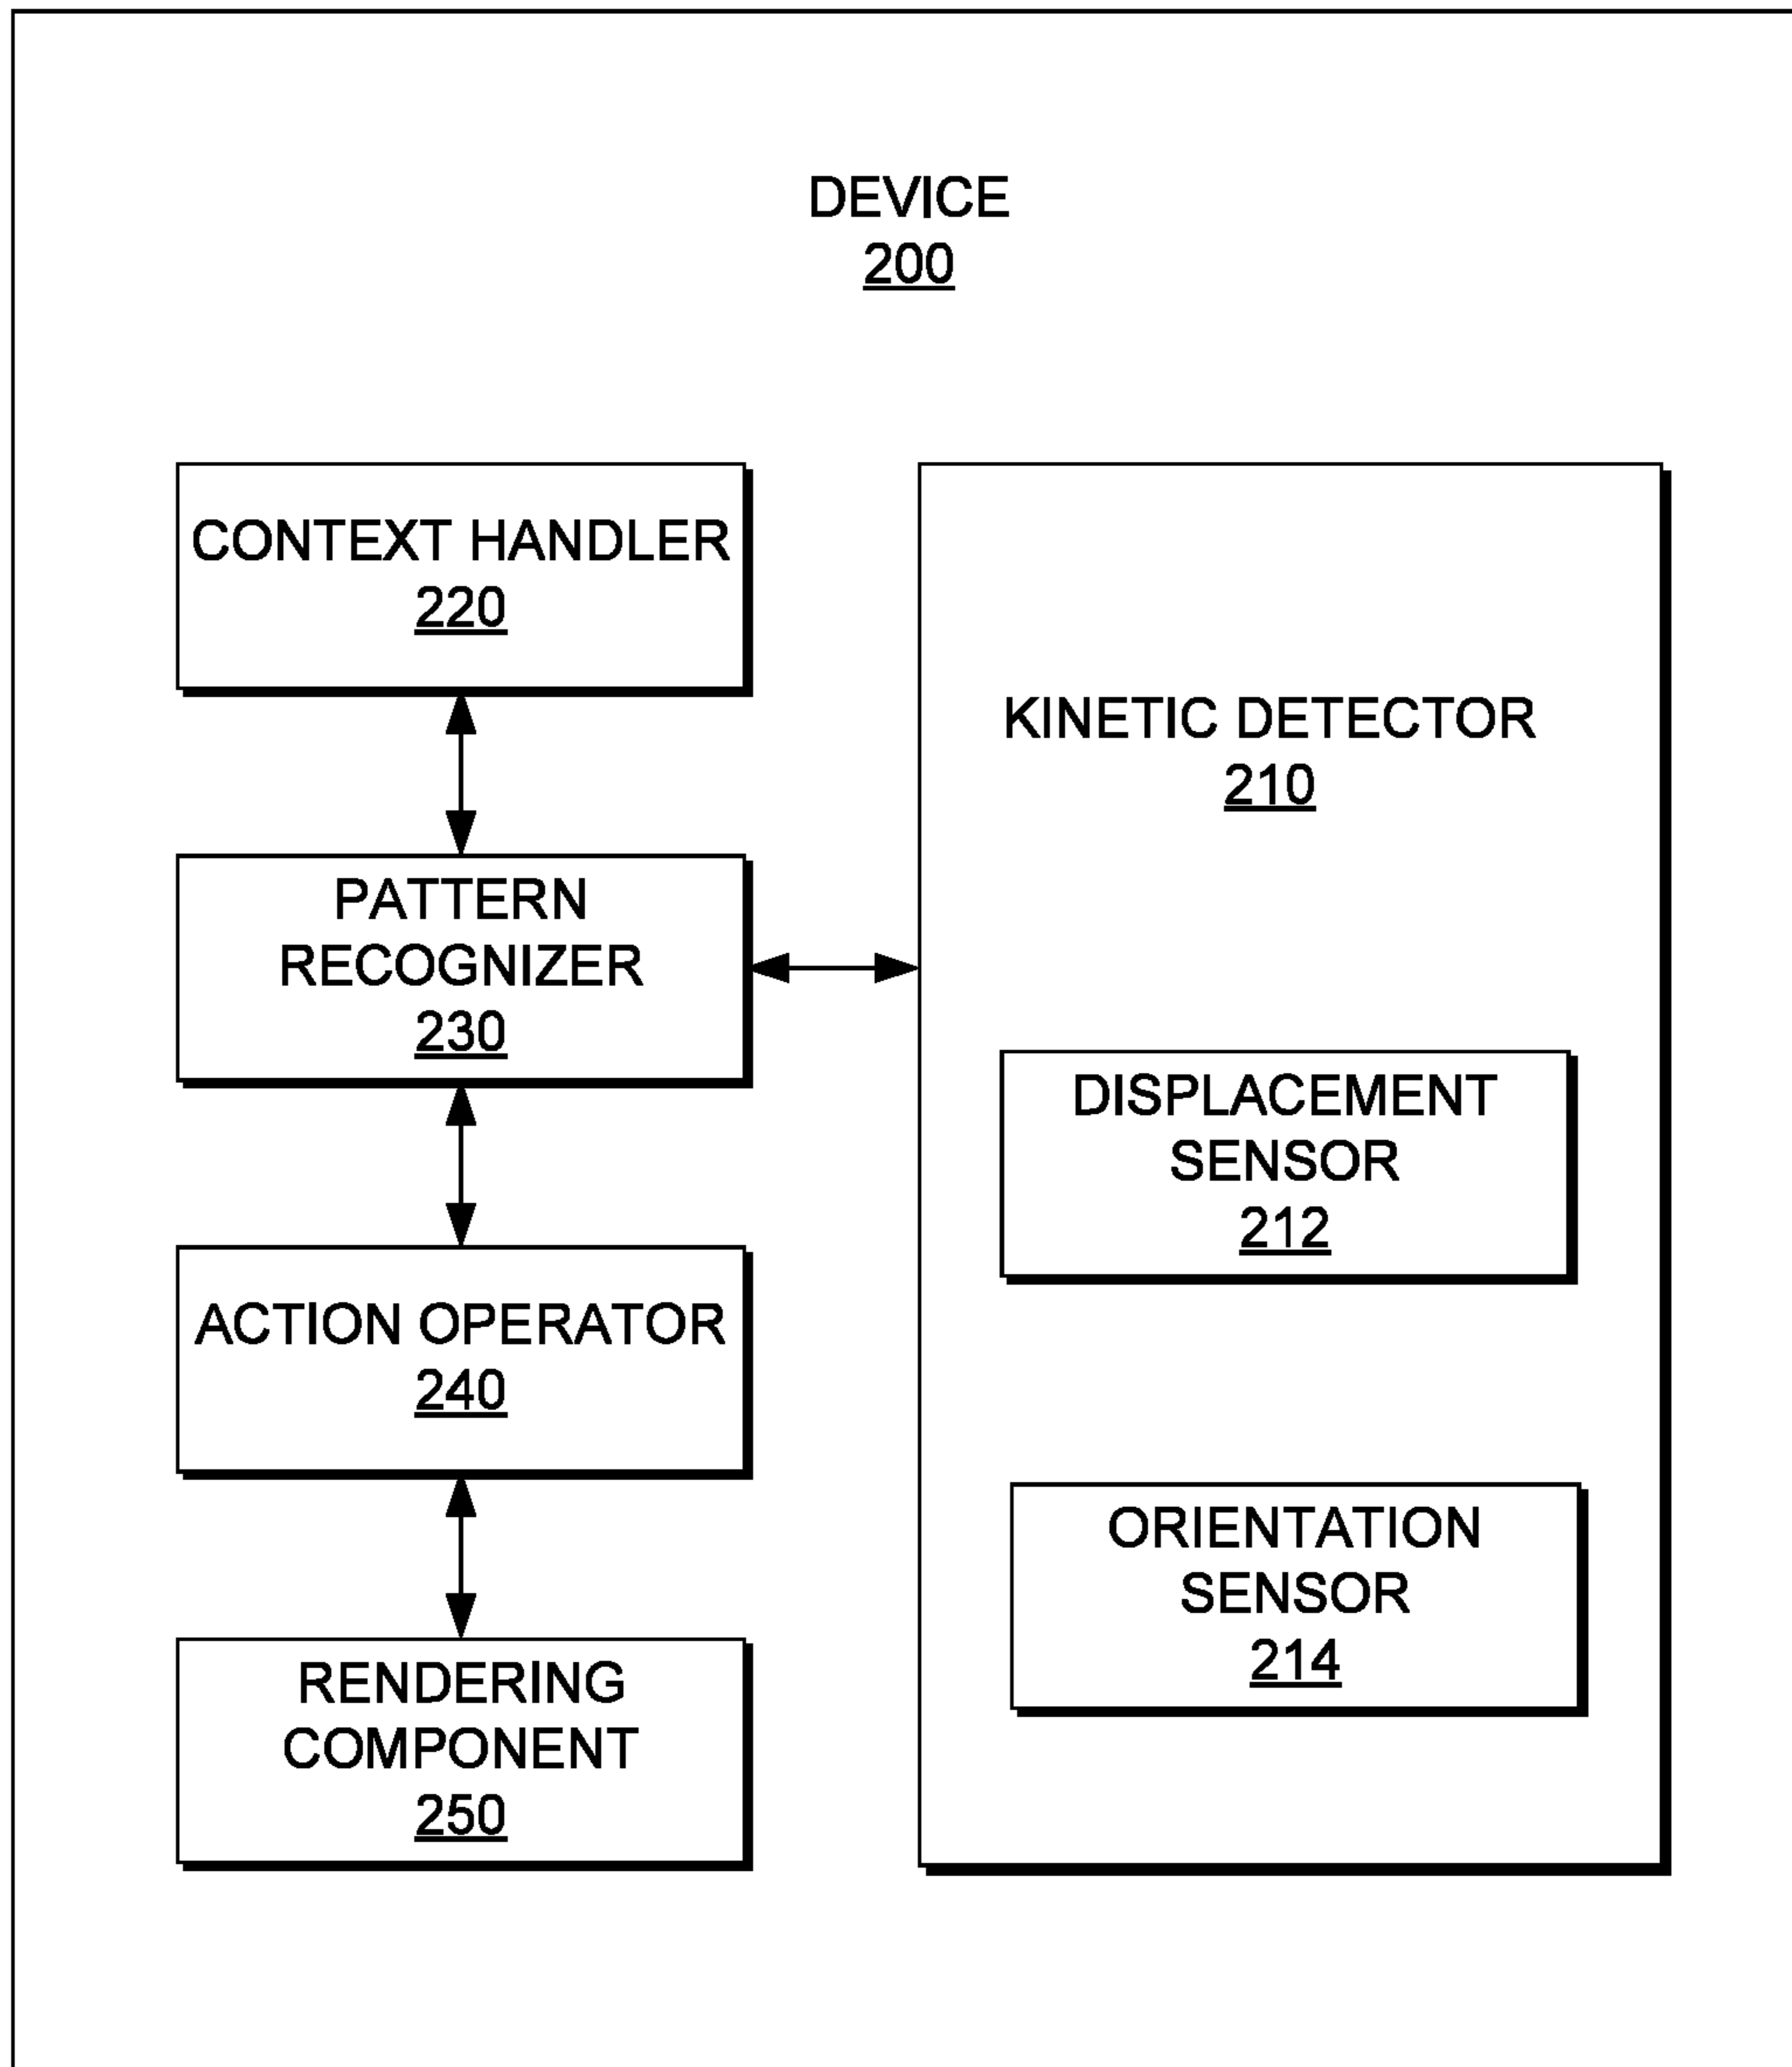 DEVICE
200
CONTEXT HANDLER
220
PATTERN
RECOGNIZER
230
ACTION OPERATOR
240
RENDERING
COMPONENT
250
KINETIC DETECTOR
210
DISPLACEMENT
SENSOR
212
ORIENTATION
SENSOR
214